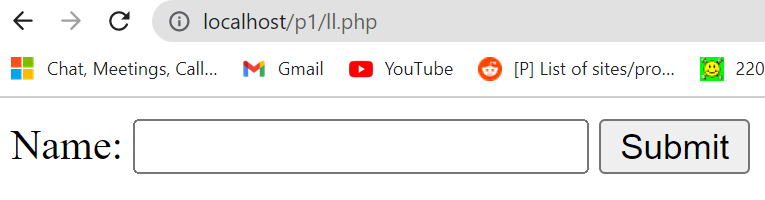 localhost/p1/ll.php
Chat, Meetings, Call... Gmail YouTube [P] List of sites/pro... 220
Name: Submit